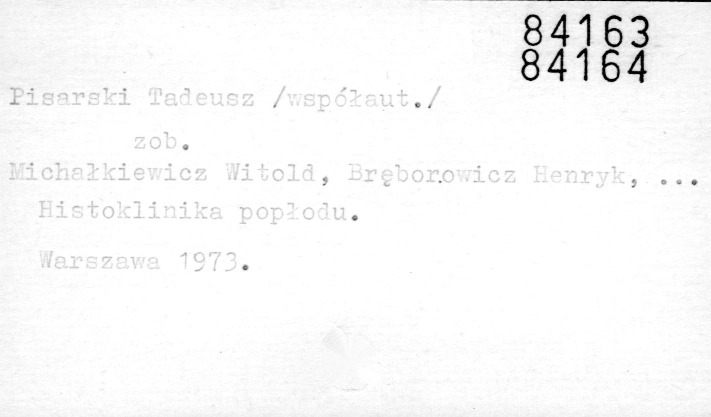 84163
84164
Pisarski Tadeusz /współaut./
zob.
Michałkiewicz Witold, Bręborowicz Henryk, ...
Histoklinika popłodu.
Warszawa 1973.